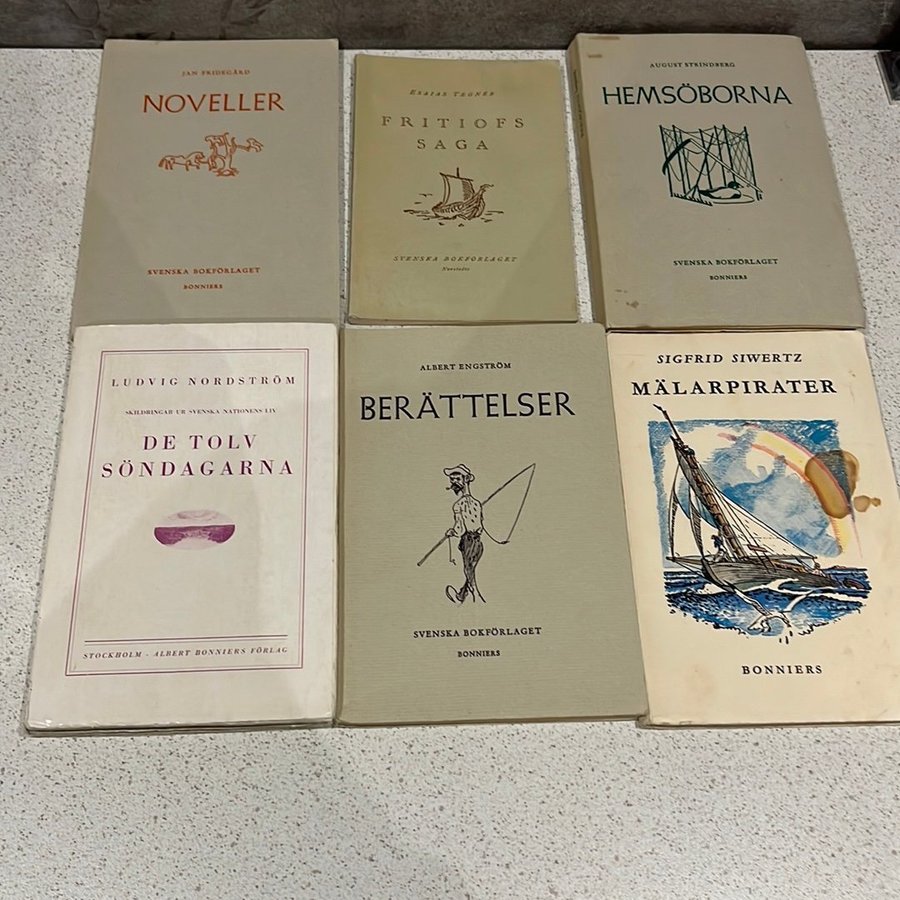 JAN FRIDEGÅRD
NOVELLER
SVENSKA BOKFÖRLAGET
BONNIERS
ESAIAS TEGNÉR
FRITIOFS
SAGA
SVENSKA BOKFÖRLAGET
Norstedts
AUGUST STRINDBERG
HEMSÖBORNA
SVENSKA BOKFÖRLAGET
BONNIERS
LUDVIG NORDSTRÖM
SKILDRINGAR UR SVENSKA NATIONENS LIV
DE TOLV
SÖNDAGARNA
STOCKHOLM - ALBERT BONNIERS FÖRLAG
ALBERT ENGSTRÖM
BERÄTTELSER
SVENSKA BOKFÖRLAGET
BONNIERS
SIGFRID SIWERTZ
MÄLARPIRATER
BONNIERS